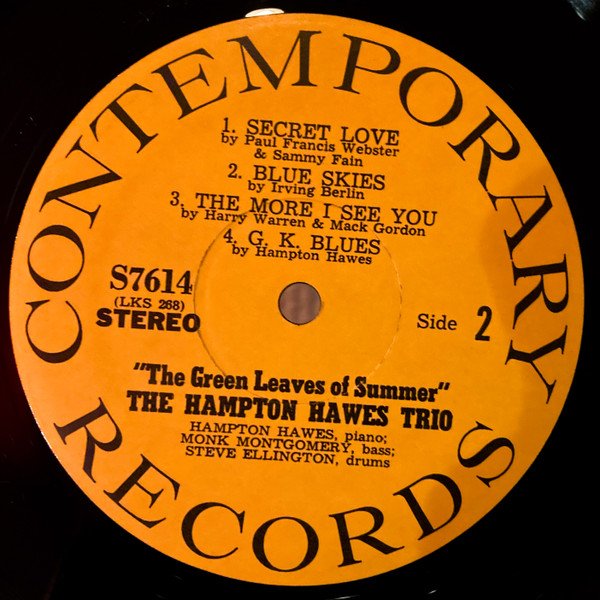 CONTEMPORARY
1. SECRET LOVE
by Paul Francis Webster
& Sammy Fain
2. BLUE SKIES
by Irving Berlin
3. THE MORE I SEE YOU
by Harry Warren & Mack Gordon
4. G. K. BLUES
by Hampton Hawes
S7614
(LKS 268)
STEREO
Side 2
"The Green Leaves of Summer"
THE HAMPTON HAWES TRIO
HAMPTON HAWES, piano;
MONK MONTGOMERY, bass;
STEVE ELLINGTON, drums
RECORDS